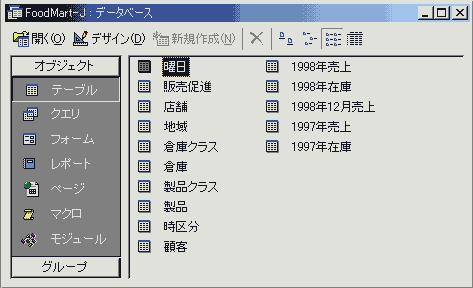 FoodMart-J : データベース
開く(O) デザイン(D) 新規作成(N)
オブジェクト
テーブル
クエリ
フォーム
レポート
ページ
マクロ
モジュール
グループ
曜日
販売促進
店舗
地域
倉庫クラス
倉庫
製品クラス
製品
時区分
顧客
1998年売上
1998年在庫
1998年12月売上
1997年売上
1997年在庫